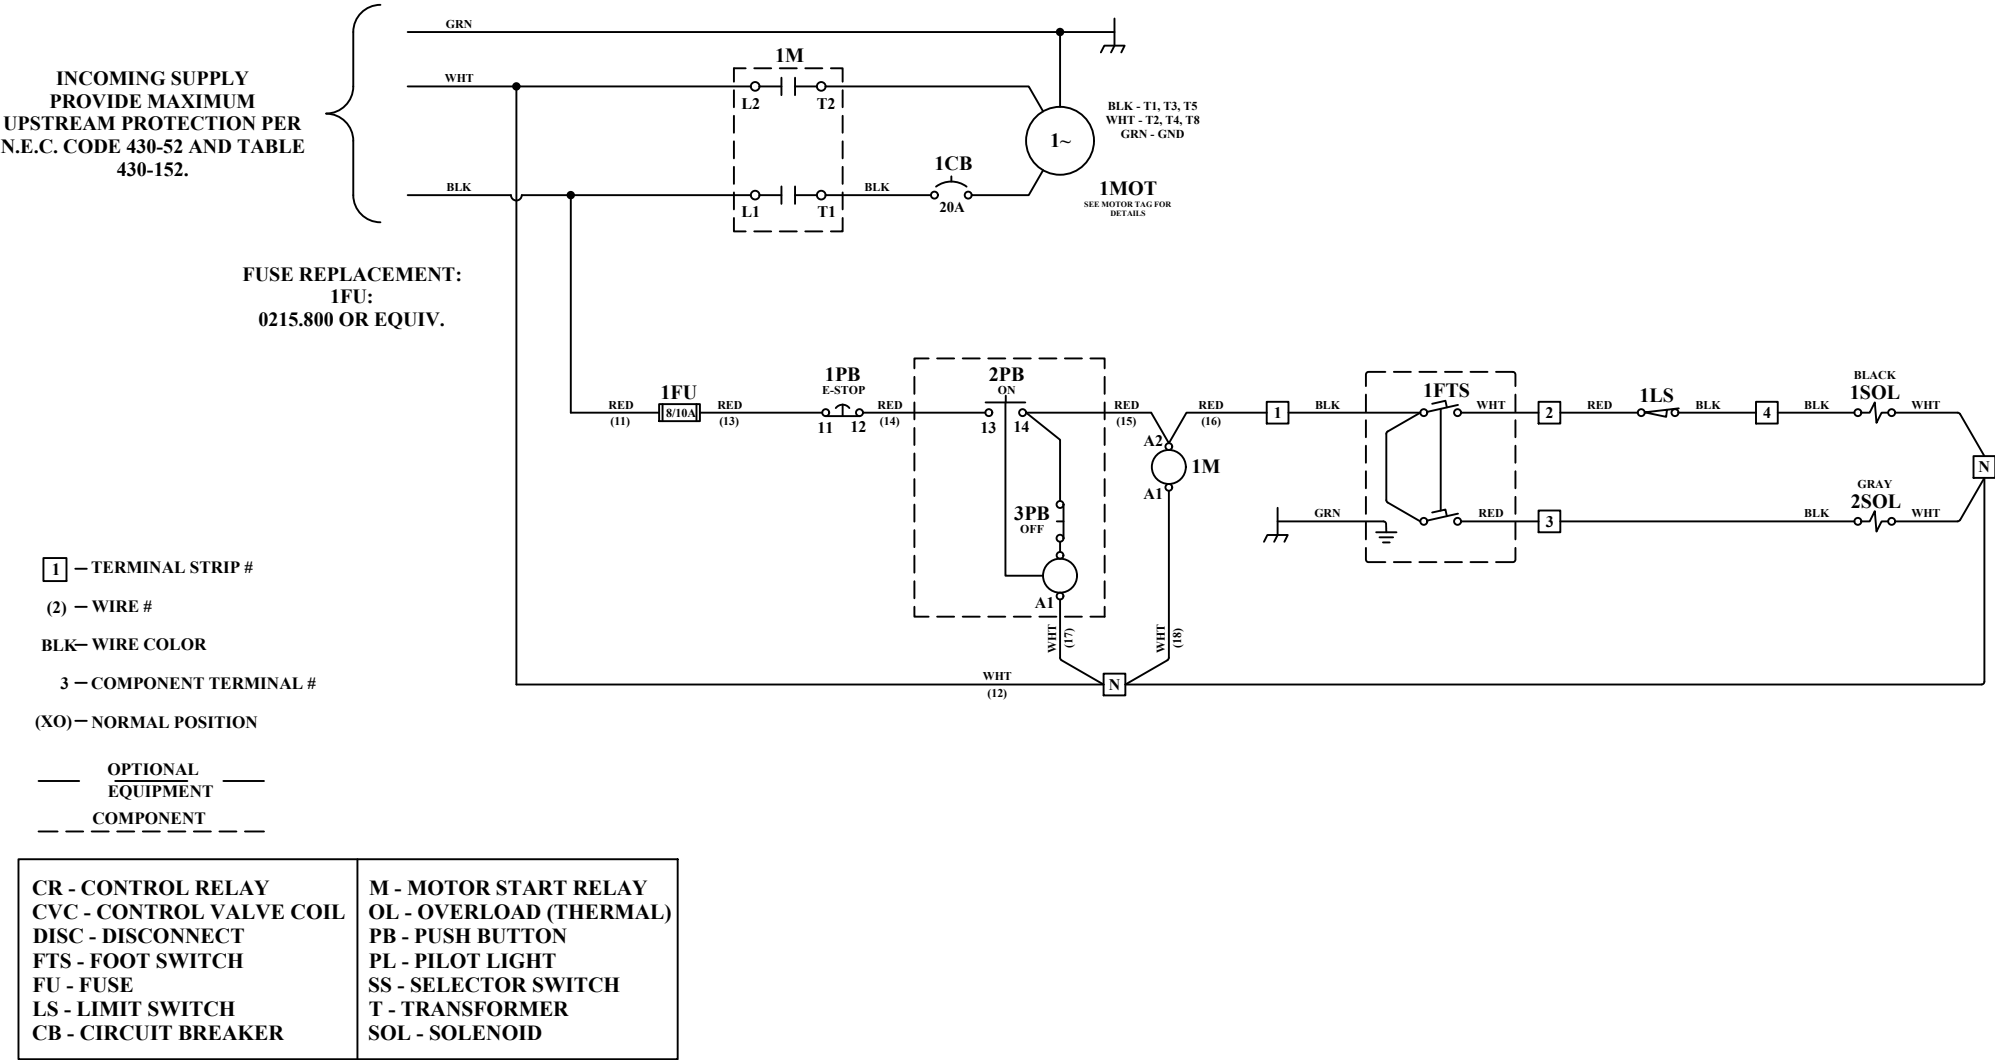 GRN
INCOMING SUPPLY
PROVIDE MAXIMUM
UPSTREAM PROTECTION PER
N.E.C. CODE 430-52 AND TABLE
430-152.
WHT
1M
L2
T2
BLK - T1, T3, T5
WHT - T2, T4, T8
GRN - GND
1~
1CB
BLK
L1
T1
BLK
20A
1MOT
SEE MOTOR TAG FOR
DETAILS
FUSE REPLACEMENT:
1FU:
0215.800 OR EQUIV.
RED
(11)
1FU
8/10A
RED
(13)
1PB
E-STOP
11
12
RED
(14)
2PB
ON
13
14
RED
(15)
RED
(16)
A2
1M
A1
3PB
OFF
A1
WHT
(17)
WHT
(18)
1
BLK
1FTS
WHT
2
RED
1LS
BLK
4
BLK
BLACK
1SOL
WHT
N
GRN
RED
3
BLK
GRAY
2SOL
WHT
WHT
(12)
N
1 – TERMINAL STRIP #
(2) – WIRE #
BLK – WIRE COLOR
3 – COMPONENT TERMINAL #
(XO) – NORMAL POSITION
OPTIONAL
EQUIPMENT
COMPONENT
CR - CONTROL RELAY
CVC - CONTROL VALVE COIL
DISC - DISCONNECT
FTS - FOOT SWITCH
FU - FUSE
LS - LIMIT SWITCH
CB - CIRCUIT BREAKER
M - MOTOR START RELAY
OL - OVERLOAD (THERMAL)
PB - PUSH BUTTON
PL - PILOT LIGHT
SS - SELECTOR SWITCH
T - TRANSFORMER
SOL - SOLENOID